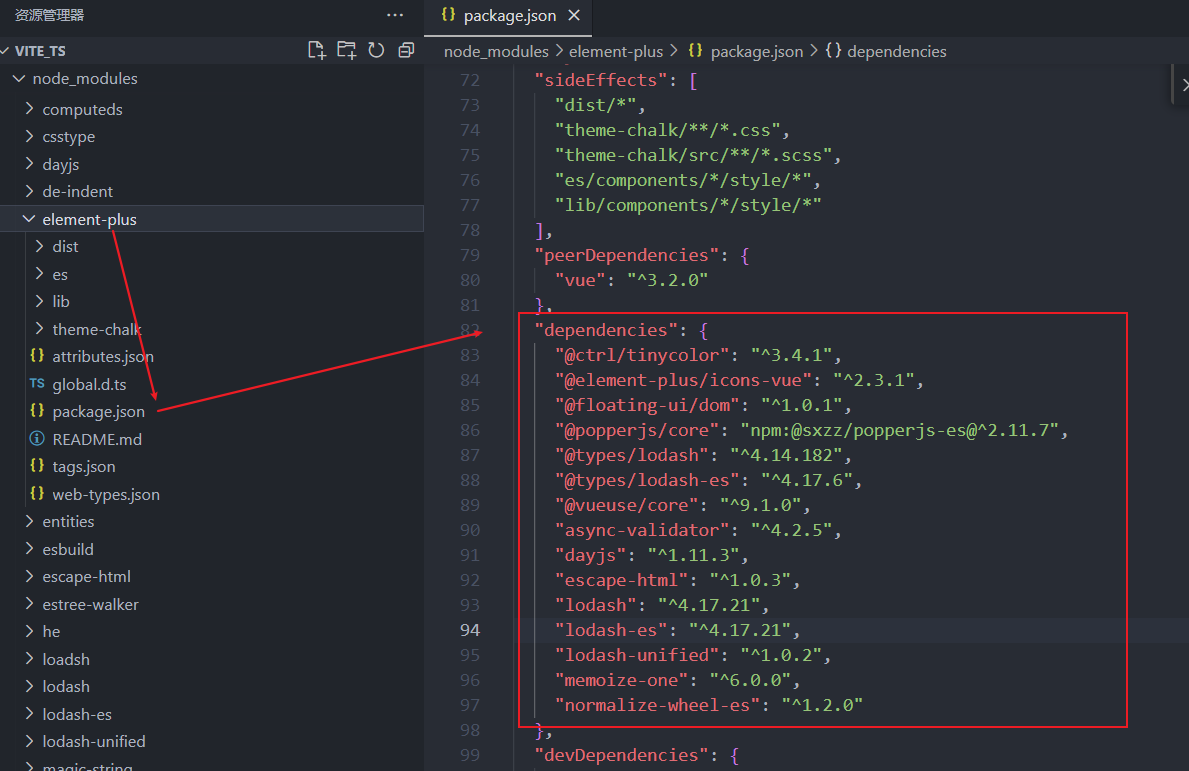 资源管理器
VITE_TS
node_modules
computeds
csstype
dayjs
de-indent
element-plus
dist
es
lib
theme-chalk
attributes.json
TS global.d.ts
package.json
README.md
tags.json
web-types.json
entities
esbuild
escape-html
estree-walker
he
loadsh
lodash
lodash-es
lodash-unified
magic-string
{} package.json
node_modules > element-plus > {} package.json > {} dependencies
72 "sideEffects": [
73 "dist/*",
74 "theme-chalk/**/*.css",
75 "theme-chalk/src/**/*.scss",
76 "es/components/*/style/*",
77 "lib/components/*/style/*"
78 ],
79 "peerDependencies": {
80 "vue": "^3.2.0"
81 },
82 "dependencies": {
83 "@ctrl/tinycolor": "^3.4.1",
84 "@element-plus/icons-vue": "^2.3.1",
85 "@floating-ui/dom": "^1.0.1",
86 "@popperjs/core": "npm:@sxzz/popperjs-es@^2.11.7",
87 "@types/lodash": "^4.14.182",
88 "@types/lodash-es": "^4.17.6",
89 "@vueuse/core": "^9.1.0",
90 "async-validator": "^4.2.5",
91 "dayjs": "^1.11.3",
92 "escape-html": "^1.0.3",
93 "lodash": "^4.17.21",
94 "lodash-es": "^4.17.21",
95 "lodash-unified": "^1.0.2",
96 "memoize-one": "^6.0.0",
97 "normalize-wheel-es": "^1.2.0"
98 },
99 "devDependencies": {